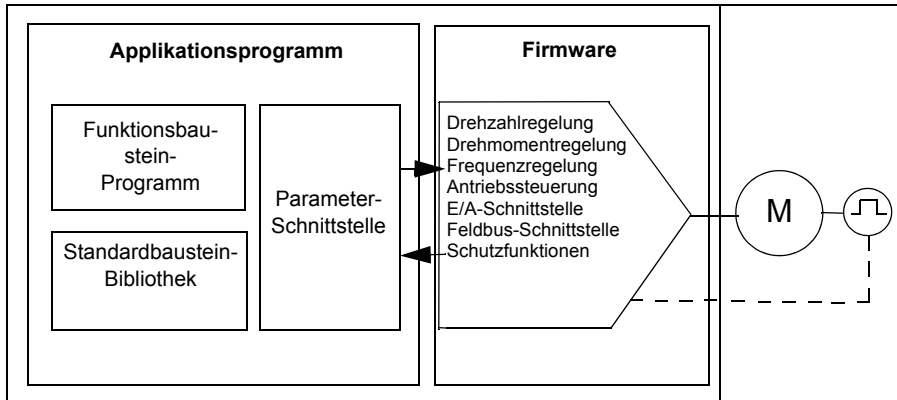 Applikationsprogramm
Funktionsbau-
stein-
Programm
Standardbaustein-
Bibliothek
Parameter-
Schnittstelle
Firmware
Drehzahlregelung
Drehmomentregelung
Frequenzregelung
Antriebssteuerung
E/A-Schnittstelle
Feldbus-Schnittstelle
Schutzfunktionen
M